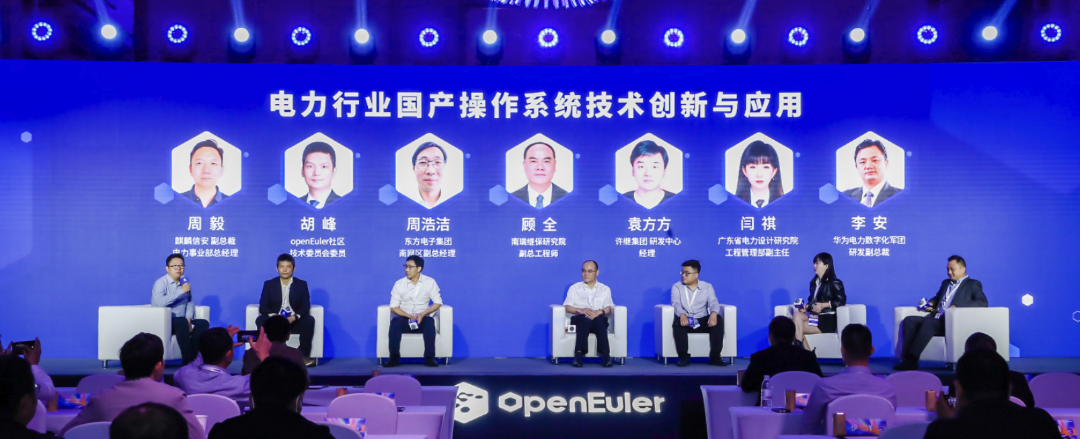 电力行业国产操作系统技术创新与应用
周毅
胡峰
周浩洁
顾全
袁方方
闫祺
李安
麒麟信安 副总裁
电力事业部总经理
openEuler社区
技术委员会委员
东方电子集团
南网区副总经理
南瑞继保研究院
副总工程师
许继集团 研发中心
经理
广东省电力设计研究院
工程管理部副主任
华为电力数字化军团
研发副总裁
OpenEuler